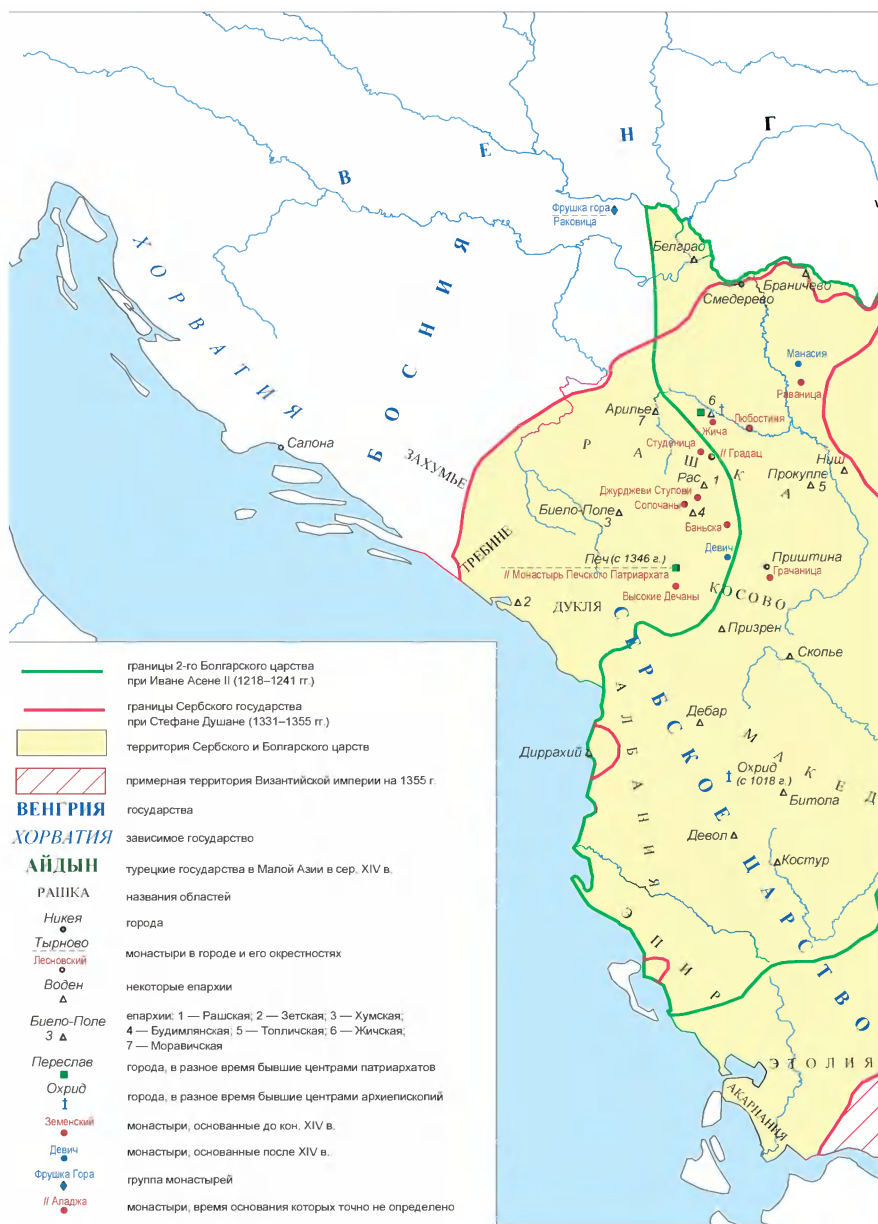 В Е Н Г
Фрушка гора
Раковица
ХОРВАТИЯ
БОСНИЯ
Белград
Браничево
Смедерево
Манасия
Раваница
Арилье
7
6
Жича
Любостиня
Студеница
// Градац
Салона
ЗАХУМЬЕ
РАШКА
Рас
1
Прокупле
5
Ниш
Джурджеви Ступови
Сопочаны
4
Биело-Поле
3
Баньска
ТРЕБИНЕ
Девич
Печ (с 1346 г.)
// Монастырь Печского Патриархата
Приштина
Грачаница
Высокие Дечаны
КОСОВО
2
ДУКЛЯ
Призрен
СЕРБСКОЕ ЦАРСТВО
Скопье
АЛБАНИЯ
Дебар
МАКЕД
Диррахий
Охрид
(с 1018 г.)
Битола
Девол
Костур
ЭПИР
ЭТОЛИЯ
АКАРНАНИЯ
границы 2-го Болгарского царства
при Иване Асене II (1218–1241 гг.)
границы Сербского государства
при Стефане Душане (1331–1355 гг.)
территория Сербского и Болгарского царств
примерная территория Византийской империи на 1355 г.
ВЕНГРИЯ государства
ХОРВАТИЯ зависимое государство
АЙДЫН турецкие государства в Малой Азии в сер. XIV в.
РАШКА названия областей
Никея
города
Тырново
Лесновский
монастыри в городе и его окрестностях
Воден
некоторые епархии
Биело-Поле
3
епархии: 1 — Рашская; 2 — Зетская; 3 — Хумская;
4 — Будимлянская; 5 — Топличская; 6 — Жичская;
7 — Моравичская
Переслав
города, в разное время бывшие центрами патриархатов
Охрид
города, в разное время бывшие центрами архиепископий
Земенский
монастыри, основанные до кон. XIV в.
Девич
монастыри, основанные после XIV в.
Фрушка Гора
группа монастырей
// Аладжа
монастыри, время основания которых точно не определено